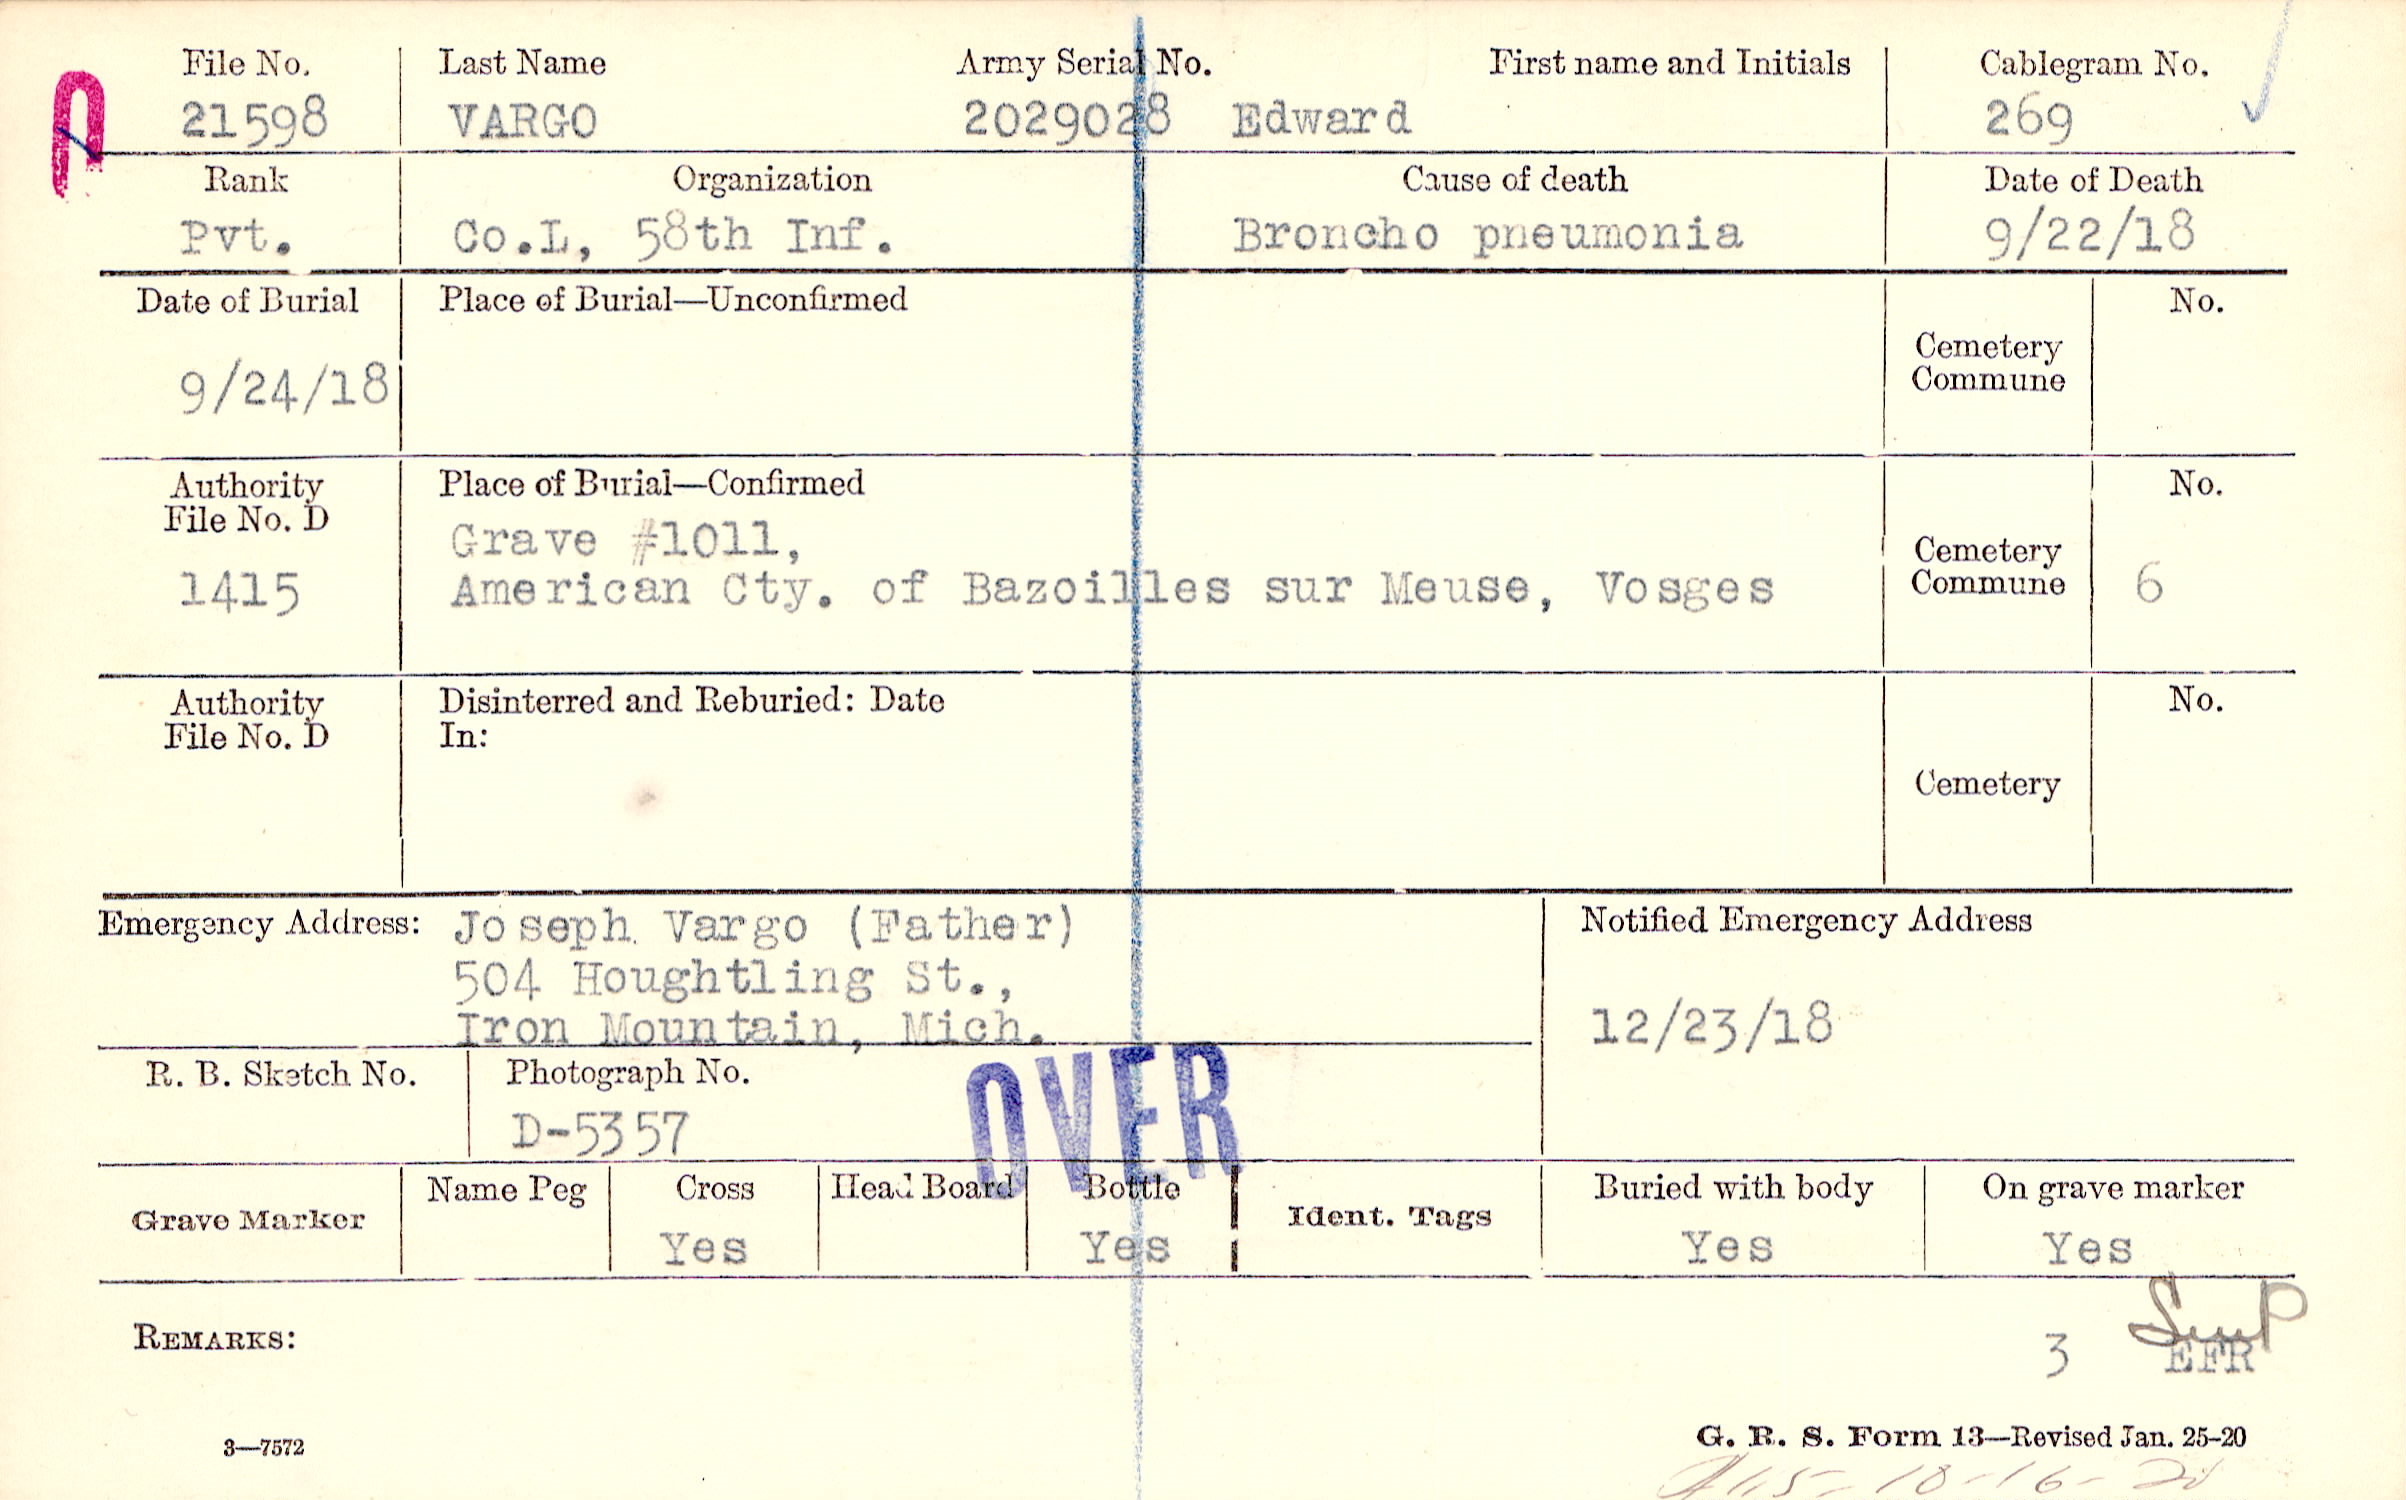 File No. Last Name Army Serial No. First name and Initials Cablegram No.
21598 VARGO 2029028 Edward 269
Rank Organization Cause of death Date of Death
Pvt. Co.L, 58th Inf. Broncho pneumonia 9/22/18
Date of Burial Place of Burial—Unconfirmed No.
Cemetery
Commune
9/24/18
Authority Place of Burial—Confirmed No.
File No. D
Grave #1011,
Cemetery
1415 American Cty. of Bazoilles sur Meuse, Vosges Commune 6
Authority Disinterred and Reburied: Date No.
File No. D In:
Cemetery
Emergency Address: Joseph Vargo (Father) Notified Emergency Address
504 Houghtling St.,
Iron Mountain, Mich. 12/23/18
R. B. Sketch No. Photograph No.
D-5357
OVER
Name Peg Cross Head Board Bottle Buried with body On grave marker
Grave Marker Ident. Tags
Yes Yes Yes Yes
REMARKS: 3 EFR
3—7572 G. R. S. Form 13—Revised Jan. 25-20